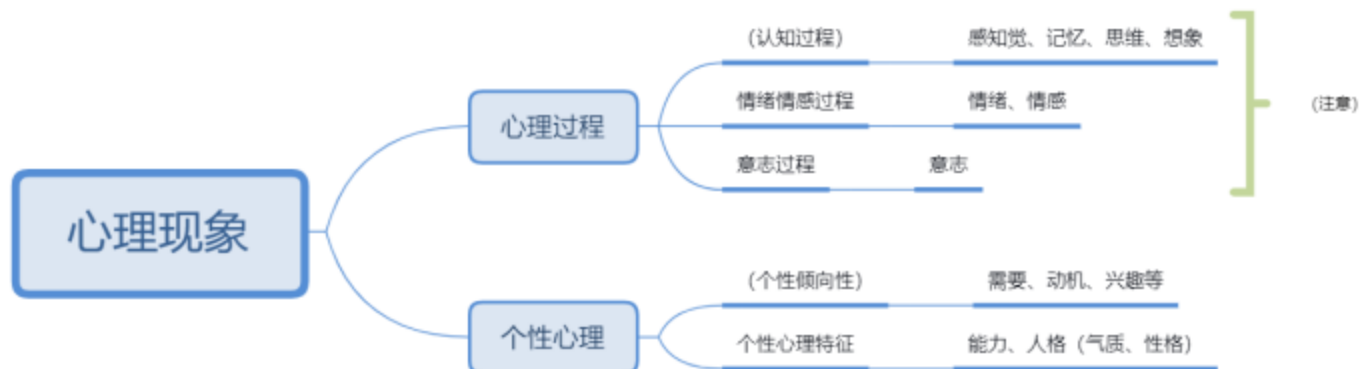 心理现象
心理过程
（认知过程） 感知觉、记忆、思维、想象
情绪情感过程 情绪、情感
意志过程 意志
（注意）
个性心理
（个性倾向性） 需要、动机、兴趣等
个性心理特征 能力、人格（气质、性格）